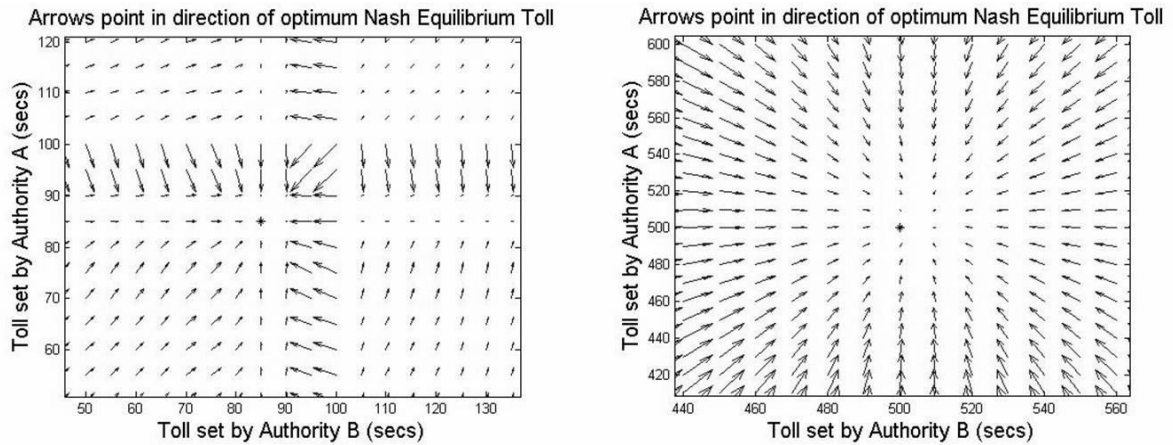 Arrows point in direction of optimum Nash Equilibrium Toll
120
110
100
90
80
70
60
Toll set by Authority A (secs)
50 60 70 80 90 100 110 120 130
Toll set by Authority B (secs)
Arrows point in direction of optimum Nash Equilibrium Toll
600
580
560
540
520
500
480
460
440
420
Toll set by Authority A (secs)
440 460 480 500 520 540 560
Toll set by Authority B (secs)